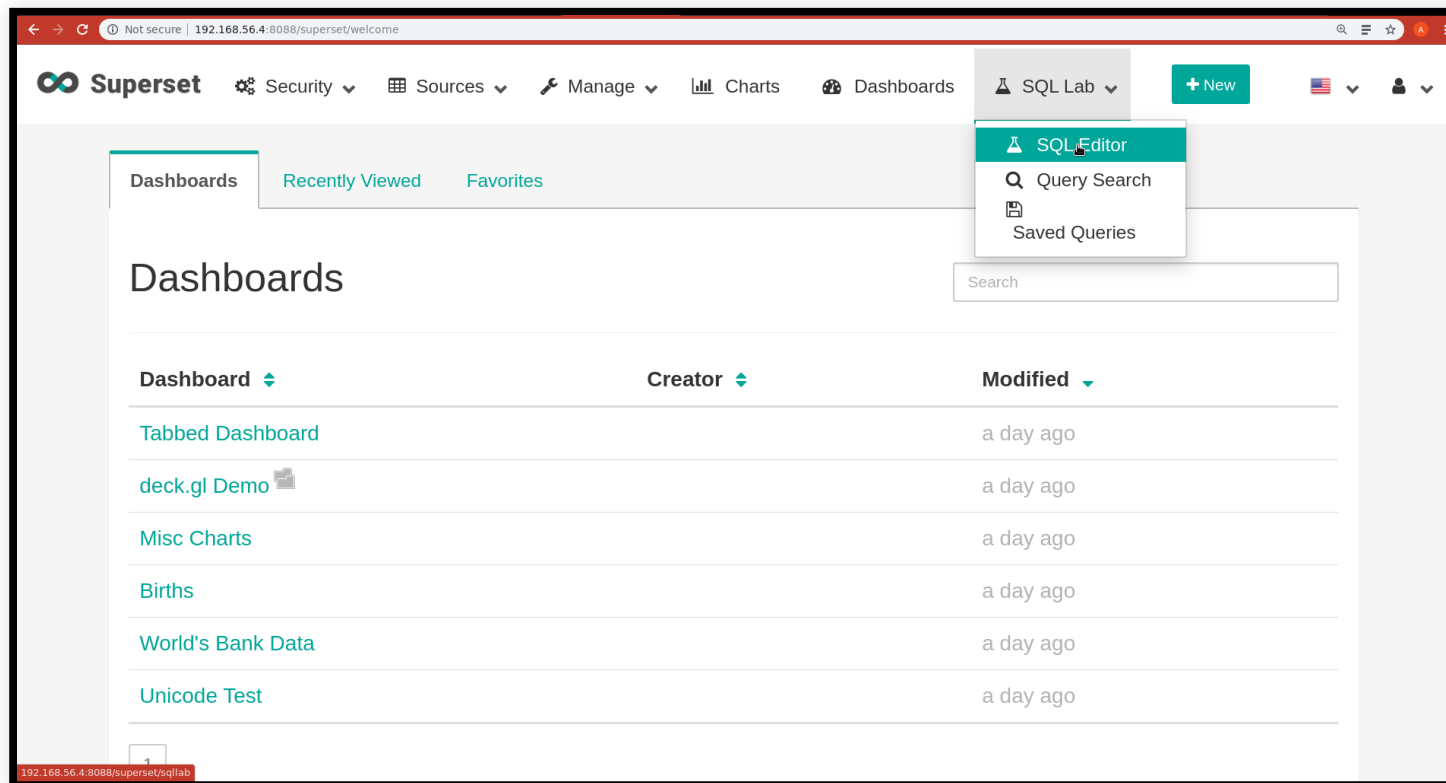 Not secure | 192.168.56.4:8088/superset/welcome
A
Superset Security Sources Manage Charts Dashboards SQL Lab + New
SQL Editor
Query Search
Saved Queries
Dashboards Recently Viewed Favorites
Dashboards
Search
Dashboard Creator Modified
Tabbed Dashboard a day ago
deck.gl Demo a day ago
Misc Charts a day ago
Births a day ago
World's Bank Data a day ago
Unicode Test a day ago
1
192.168.56.4:8088/superset/sqllab